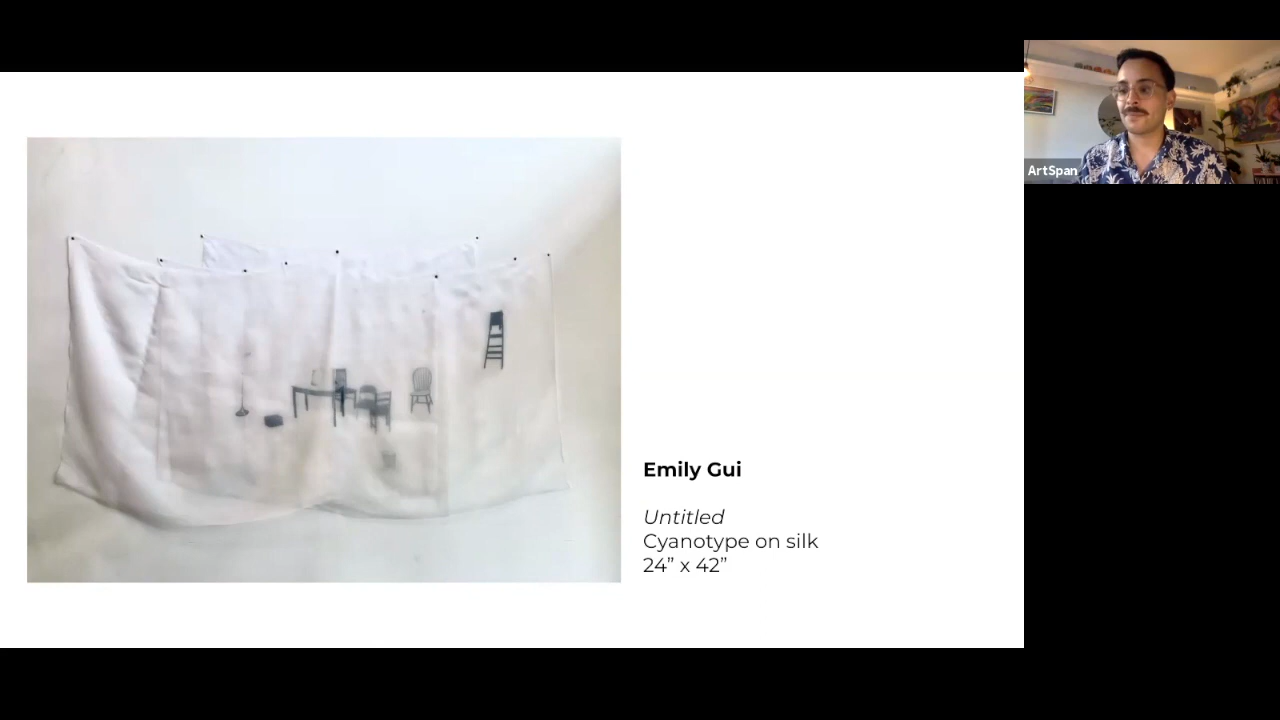 ArtSpan
Emily Gui
Untitled
Cyanotype on silk
24” x 42”